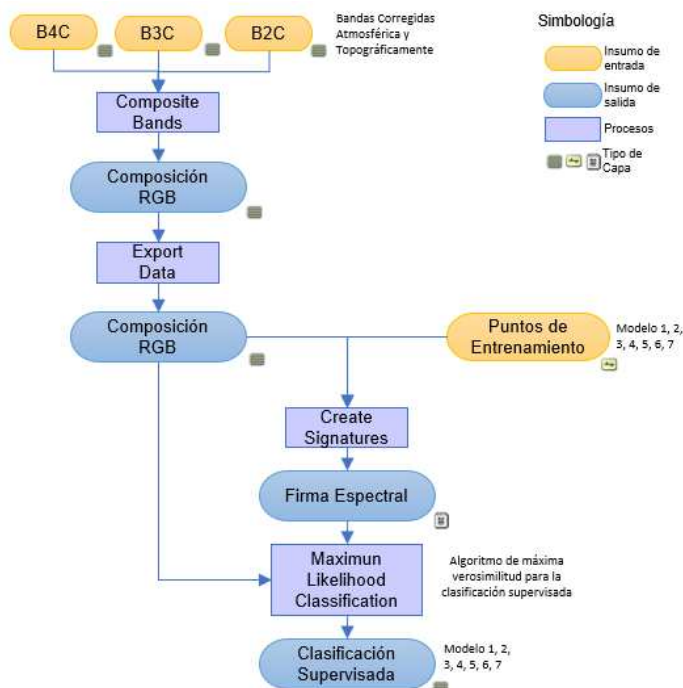 B4C
B3C
B2C
Bandas Corregidas
Atmosférica y
Topográficamente
Simbología
Insumo de
entrada
Insumo de
salida
Procesos
Tipo de
Capa
Composite
Bands
Composición
RGB
Export
Data
Composición
RGB
Puntos de
Entrenamiento
Modelo 1, 2,
3, 4, 5, 6, 7
Create
Signatures
Firma Espectral
Maximun
Likelihood
Classification
Algoritmo de máxima
verosimilitud para la
clasificación supervisada
Clasificación
Supervisada
Modelo 1, 2,
3, 4, 5, 6, 7